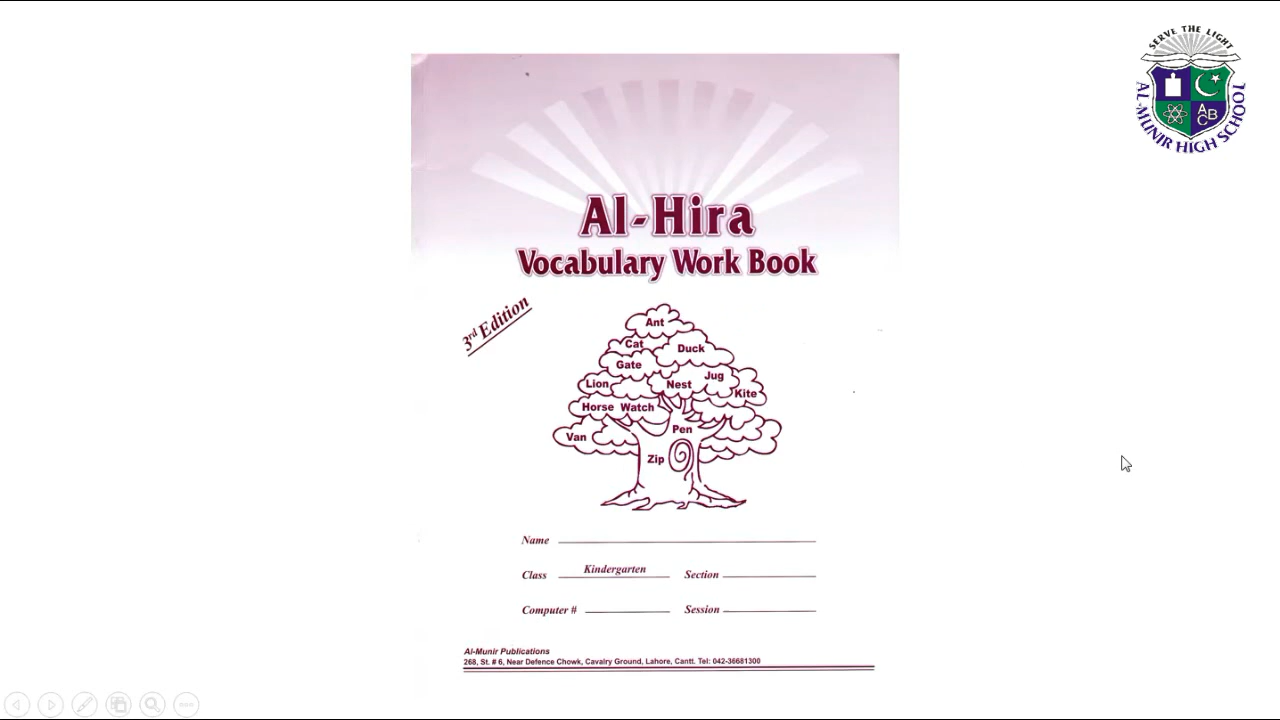 SERVE THE LIGHT
ABC
AL-MUNIR HIGH SCHOOL
Al-Hira
Vocabulary Work Book
3rd Edition
Ant
Cat
Duck
Gate
Jug
Lion
Nest
Kite
Horse Watch
Pen
Van
Zip
Name
Class Kindergarten Section
Computer # Session
Al-Munir Publications
268, St. # 6, Near Defence Chowk, Cavalry Ground, Lahore, Cantt. Tel: 042-36681300